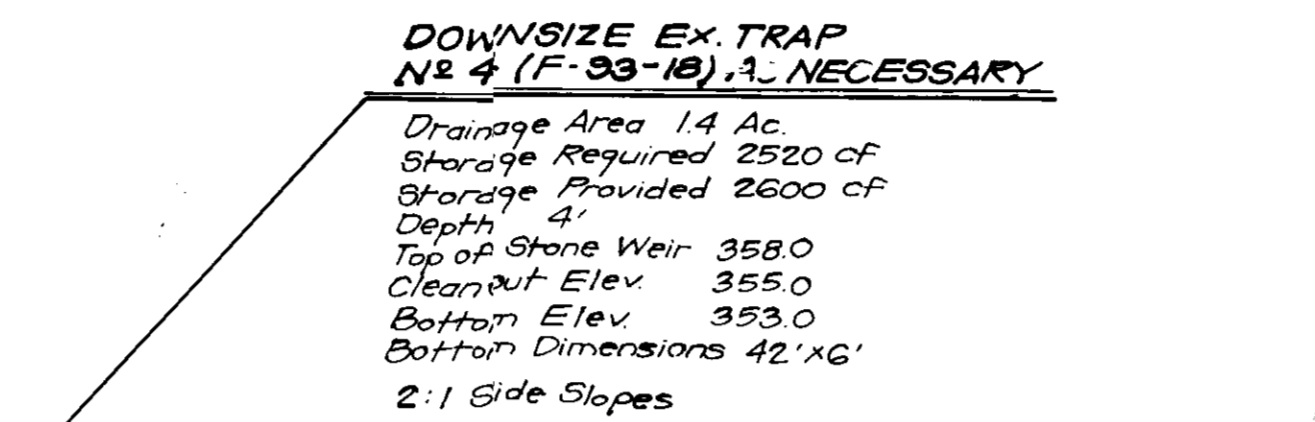 DOWNSIZE EX. TRAP
Nº 4 (F-93-18) NECESSARY
Drainage Area 1.4 Ac.
Storage Required 2520 cf
Storage Provided 2600 cf
Depth 4'
Top of Stone Weir 358.0
Cleanout Elev. 355.0
Bottom Elev. 353.0
Bottom Dimensions 42'x6'
2:1 Side Slopes